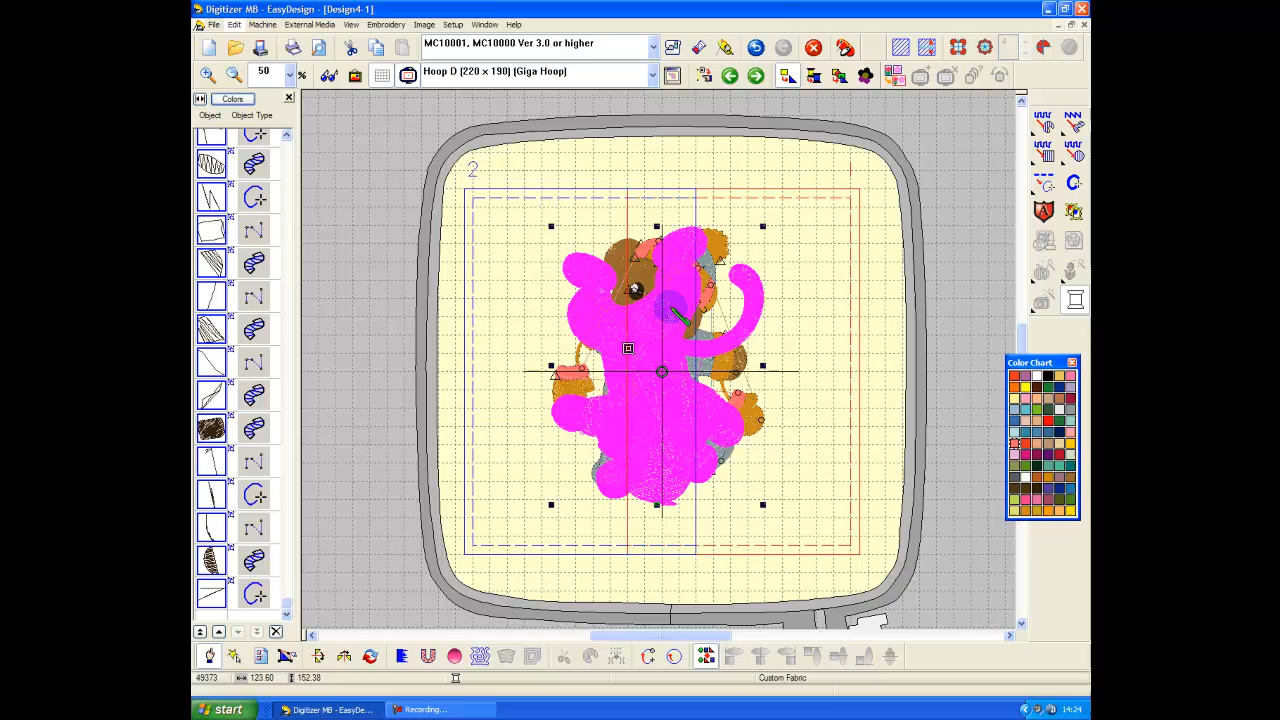 Digitizer MB - EasyDesign - [Design4-1]
File Edit Machine External Media View Embroidery Image Setup Window Help
MC10001, MC10000 Ver 3.0 or higher
50 % Hoop D (220 x 190) (Giga Hoop)
Colors
Object Object Type
2
Color Chart
49373 123.60 152.38 Custom Fabric
start Digitizer MB - EasyDe... Recording... 14:24